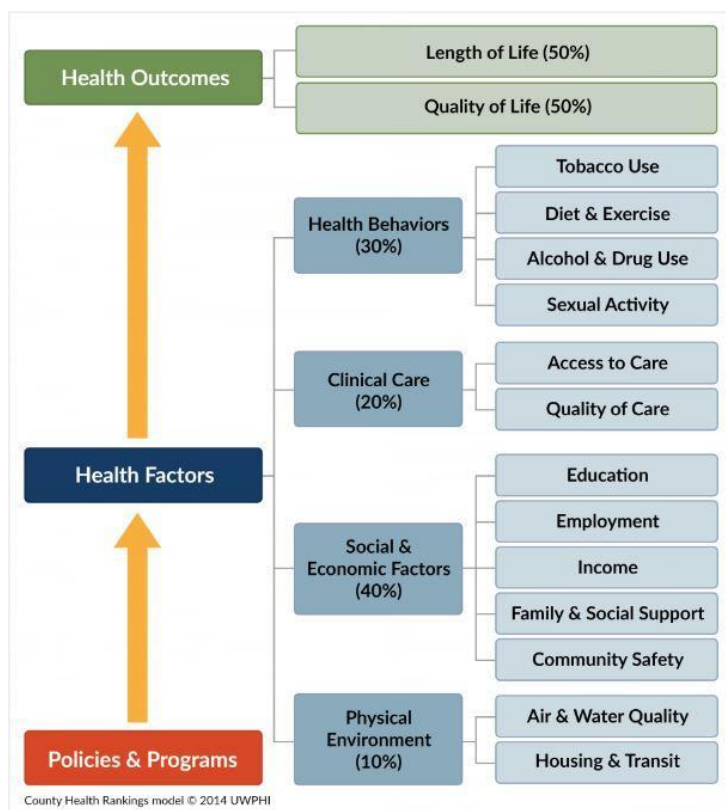 Health Outcomes
Length of Life (50%)
Quality of Life (50%)
Health Factors
Health Behaviors
(30%)
Tobacco Use
Diet & Exercise
Alcohol & Drug Use
Sexual Activity
Clinical Care
(20%)
Access to Care
Quality of Care
Social &
Economic Factors
(40%)
Education
Employment
Income
Family & Social Support
Community Safety
Physical
Environment
(10%)
Air & Water Quality
Housing & Transit
Policies & Programs
County Health Rankings model © 2014 UWPHI